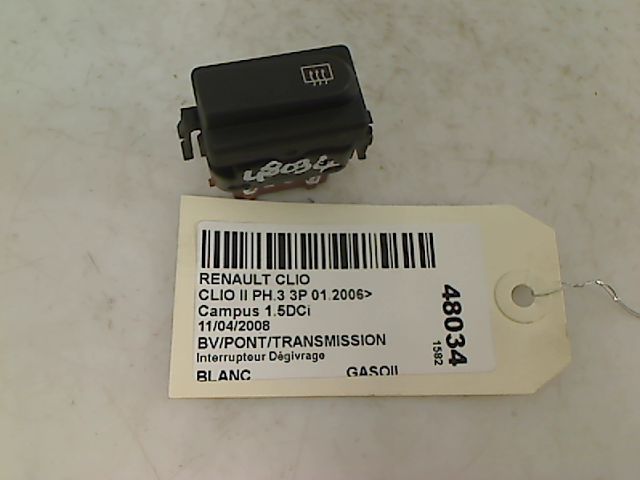 48034
RENAULT CLIO
CLIO II PH.3 3P 01.2006>
Campus 1.5DCi
11/04/2008
BV/PONT/TRANSMISSION
Interrupteur Dégivrage
BLANC GASOIL
48034
1582